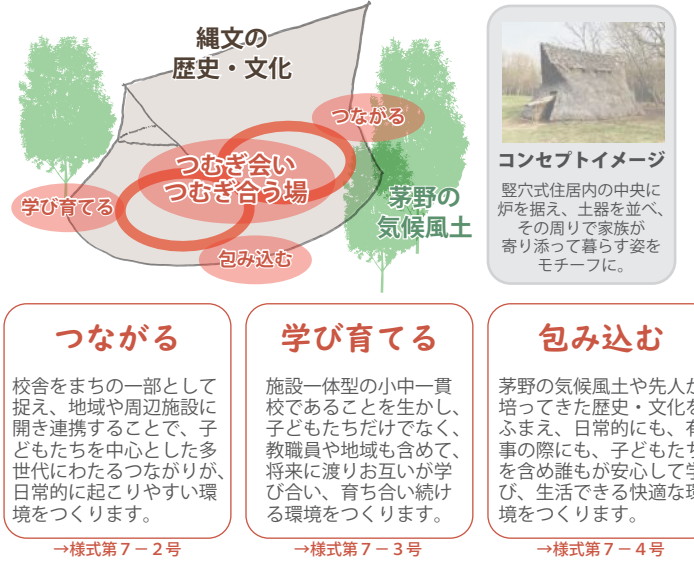 縄文の
歴史・文化
つながる
つむぎ会い
つむぎ合う場
学び育てる
茅野の
気候風土
包み込む
コンセプトイメージ
竪穴式住居内の中央に
炉を据え、土器を並べ、
その周りで家族が
寄り添って暮らす姿を
モチーフに。
つながる
校舎をまちの一部として
捉え、地域や周辺施設に
開き連携することで、子
どもたちを中心とした多
世代にわたるつながりが、
日常的に起こりやすい環
境をつくります。
→様式第7－2号
学び育てる
施設一体型の小中一貫
校であることを生かし、
子どもたちだけでなく、
教職員や地域も含めて、
将来に渡りお互いが学
び合い、育ち合い続け
る環境をつくります。
→様式第7－3号
包み込む
茅野の気候風土や先人が
培ってきた歴史・文化を
ふまえ、日常的にも、有
事の際にも、子どもたち
を含め誰もが安心して学
び、生活できる快適な環
境をつくります。
→様式第7－4号